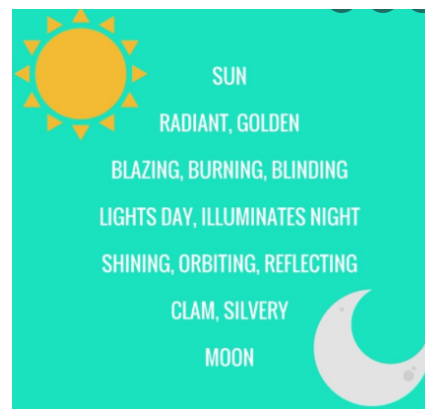 SUN
RADIANT, GOLDEN
BLAZING, BURNING, BLINDING
LIGHTS DAY, ILLUMINATES NIGHT
SHINING, ORBITING, REFLECTING
CLAM, SILVERY
MOON